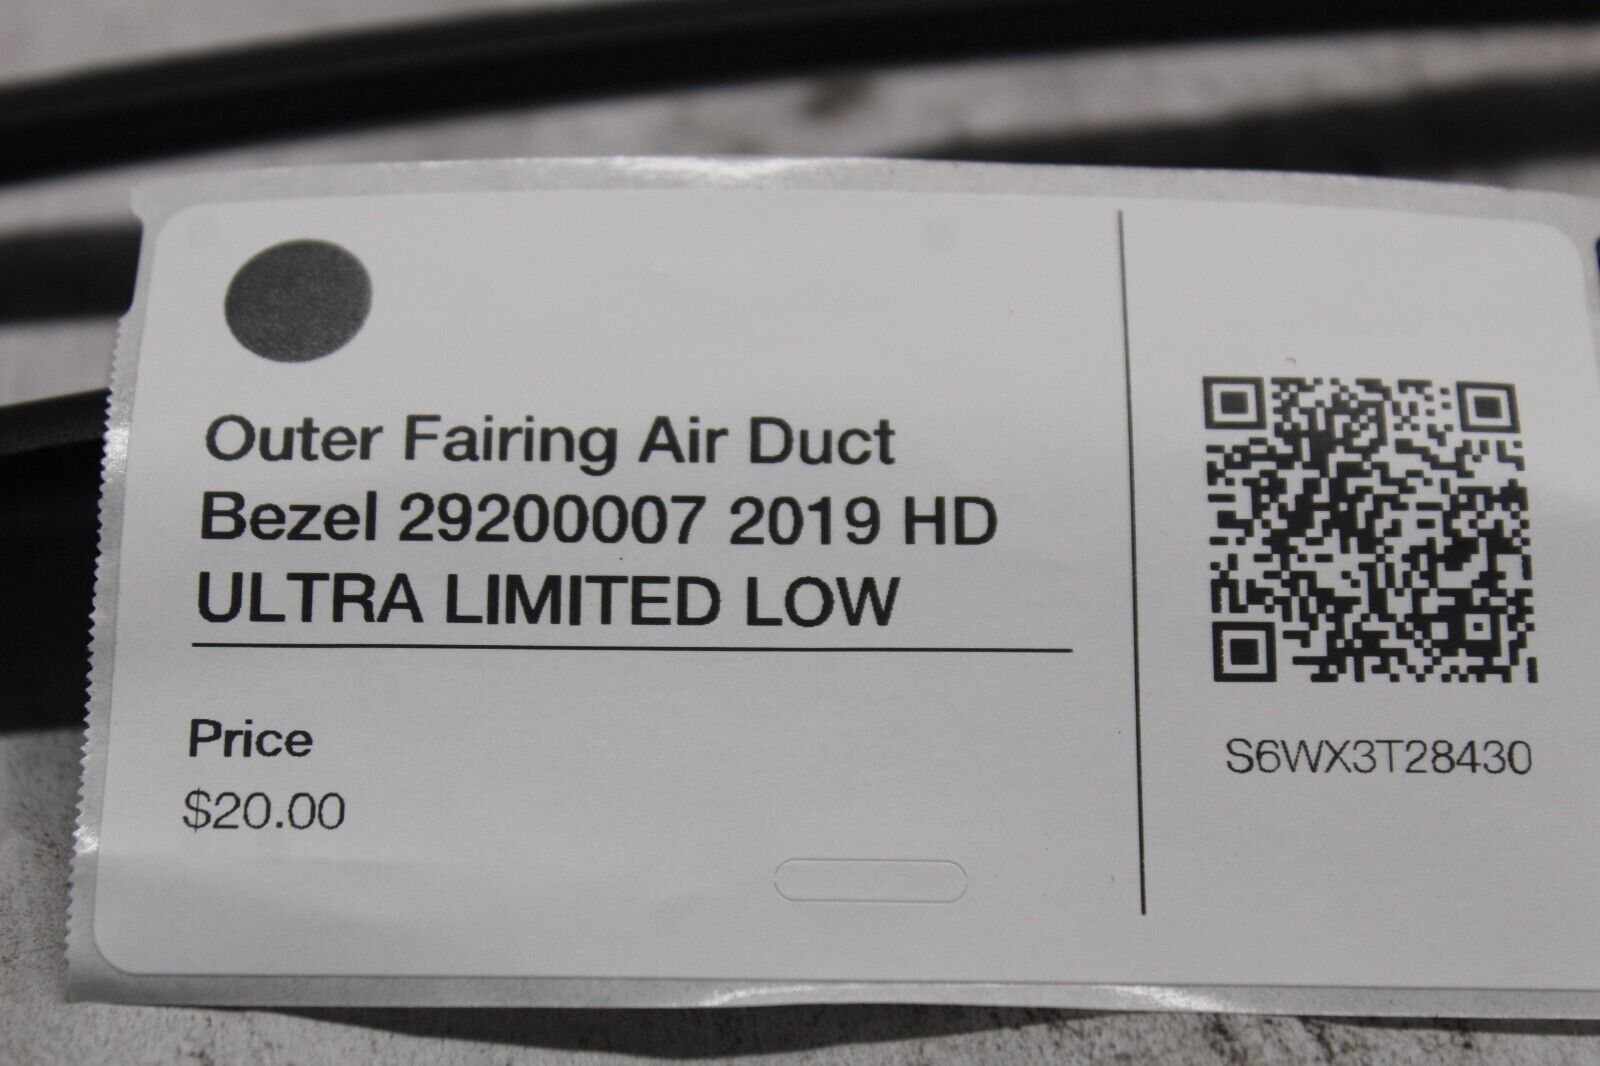 Outer Fairing Air Duct
Bezel 29200007 2019 HD
ULTRA LIMITED LOW
Price
$20.00
S6WX3T28430